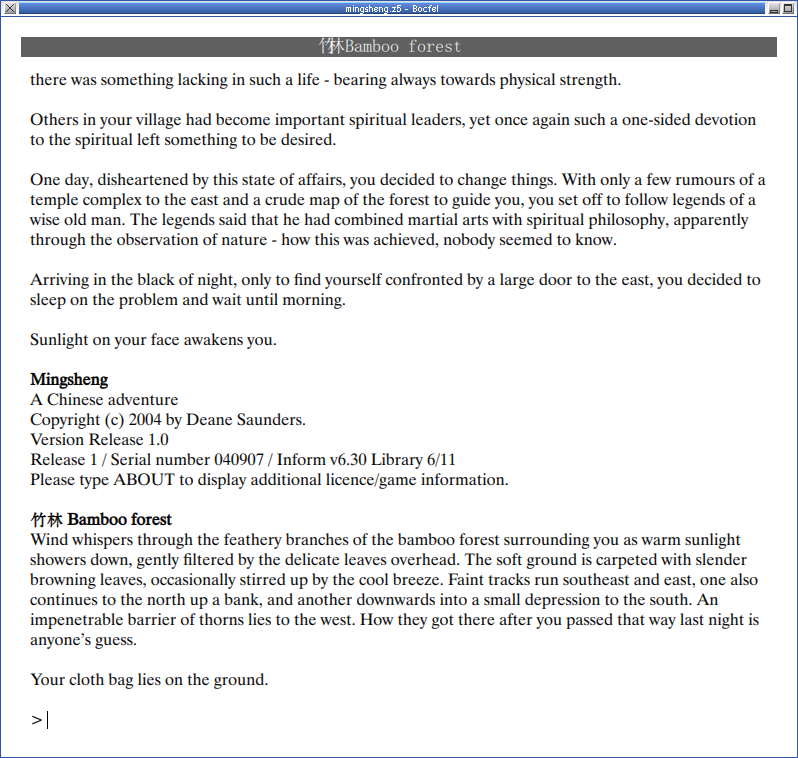 mingsheng.z5 - Bocfel
竹林Bamboo forest
there was something lacking in such a life - bearing always towards physical strength.
Others in your village had become important spiritual leaders, yet once again such a one-sided devotion
to the spiritual left something to be desired.
One day, disheartened by this state of affairs, you decided to change things. With only a few rumours of a
temple complex to the east and a crude map of the forest to guide you, you set off to follow legends of a
wise old man. The legends said that he had combined martial arts with spiritual philosophy, apparently
through the observation of nature - how this was achieved, nobody seemed to know.
Arriving in the black of night, only to find yourself confronted by a large door to the east, you decided to
sleep on the problem and wait until morning.
Sunlight on your face awakens you.
Mingsheng
A Chinese adventure
Copyright (c) 2004 by Deane Saunders.
Version Release 1.0
Release 1 / Serial number 040907 / Inform v6.30 Library 6/11
Please type ABOUT to display additional licence/game information.
竹林 Bamboo forest
Wind whispers through the feathery branches of the bamboo forest surrounding you as warm sunlight
showers down, gently filtered by the delicate leaves overhead. The soft ground is carpeted with slender
browning leaves, occasionally stirred up by the cool breeze. Faint tracks run southeast and east, one also
continues to the north up a bank, and another downwards into a small depression to the south. An
impenetrable barrier of thorns lies to the west. How they got there after you passed that way last night is
anyone’s guess.
Your cloth bag lies on the ground.
>